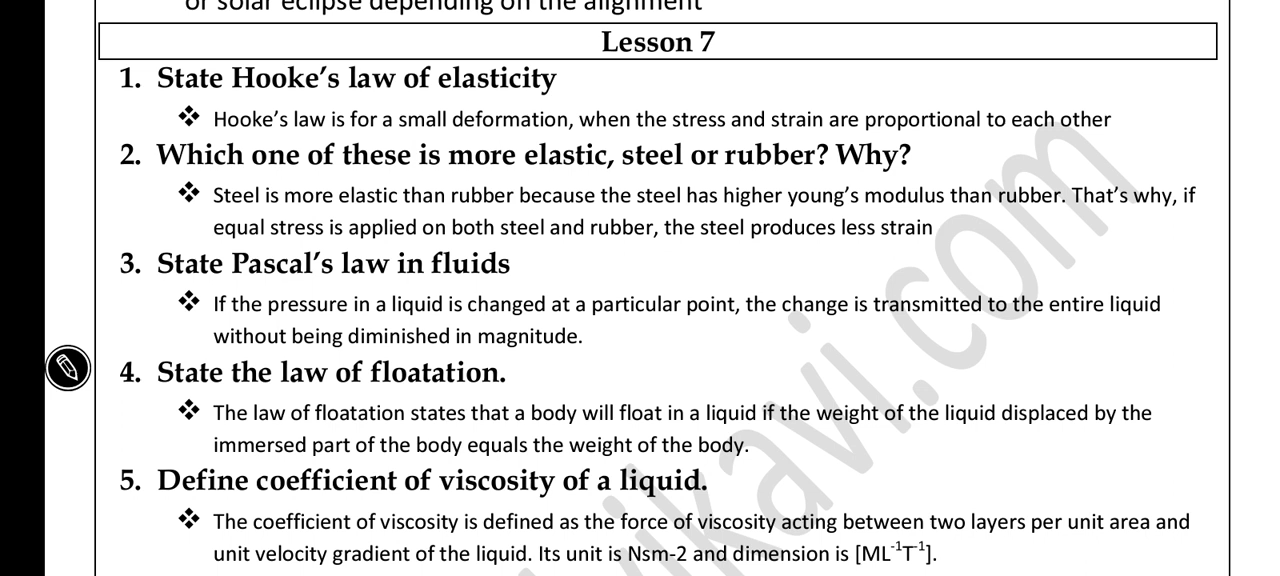 or solar eclipse depending on the alignment
Lesson 7
1. State Hooke’s law of elasticity
❖ Hooke’s law is for a small deformation, when the stress and strain are proportional to each other
2. Which one of these is more elastic, steel or rubber? Why?
❖ Steel is more elastic than rubber because the steel has higher young’s modulus than rubber. That’s why, if
equal stress is applied on both steel and rubber, the steel produces less strain
3. State Pascal’s law in fluids
❖ If the pressure in a liquid is changed at a particular point, the change is transmitted to the entire liquid
without being diminished in magnitude.
4. State the law of floatation.
❖ The law of floatation states that a body will float in a liquid if the weight of the liquid displaced by the
immersed part of the body equals the weight of the body.
5. Define coefficient of viscosity of a liquid.
❖ The coefficient of viscosity is defined as the force of viscosity acting between two layers per unit area and
unit velocity gradient of the liquid. Its unit is Nsm-2 and dimension is [ML⁻¹T⁻¹].